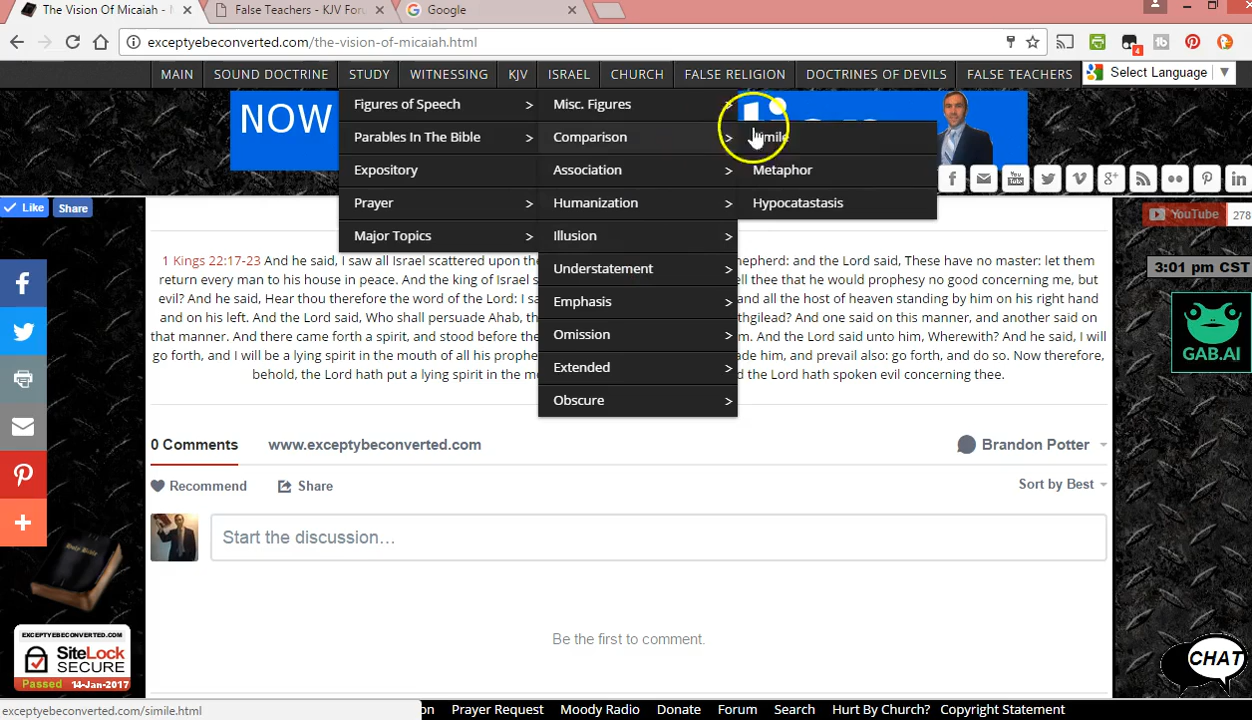 The Vision Of Micaiah -
False Teachers - KJV For
Google
exceptyebeconverted.com/the-vision-of-micaiah.html
4
MAIN SOUND DOCTRINE STUDY WITNESSING KJV ISRAEL CHURCH FALSE RELIGION DOCTRINES OF DEVILS FALSE TEACHERS Select Language
NOW
Figures of Speech >
Parables In The Bible >
Expository
Prayer >
Major Topics >
Misc. Figures
Comparison >
Association >
Humanization >
Illusion >
Understatement >
Emphasis >
Omission >
Extended >
Obscure >
Simile
Metaphor
Hypocatastasis
Like Share
YouTube 278
3:01 pm CST
GAB.AI
1 Kings 22:17-23 And he said, I saw all Israel scattered upon the hepherd: and the Lord said, These have no master: let them
return every man to his house in peace. And the king of Israel s ell thee that he would prophesy no good concerning me, but
evil? And he said, Hear thou therefore the word of the Lord: I sa and all the host of heaven standing by him on his right hand
and on his left. And the Lord said, Who shall persuade Ahab, th thgilead? And one said on this manner, and another said on
that manner. And there came forth a spirit, and stood before the And the Lord said unto him, Wherewith? And he said, I will
go forth, and I will be a lying spirit in the mouth of all his prophe ade him, and prevail also: go forth, and do so. Now therefore,
behold, the Lord hath put a lying spirit in the m d the Lord hath spoken evil concerning thee.
0 Comments www.exceptyebeconverted.com Brandon Potter
Recommend Share Sort by Best
Start the discussion…
Be the first to comment.
Holy Bible
EXCEPTYEBECONVERTED.COM
SiteLock
SECURE
Passed 14-Jan-2017
CHAT
exceptyebeconverted.com/simile.html
on Prayer Request Moody Radio Donate Forum Search Hurt By Church? Copyright Statement